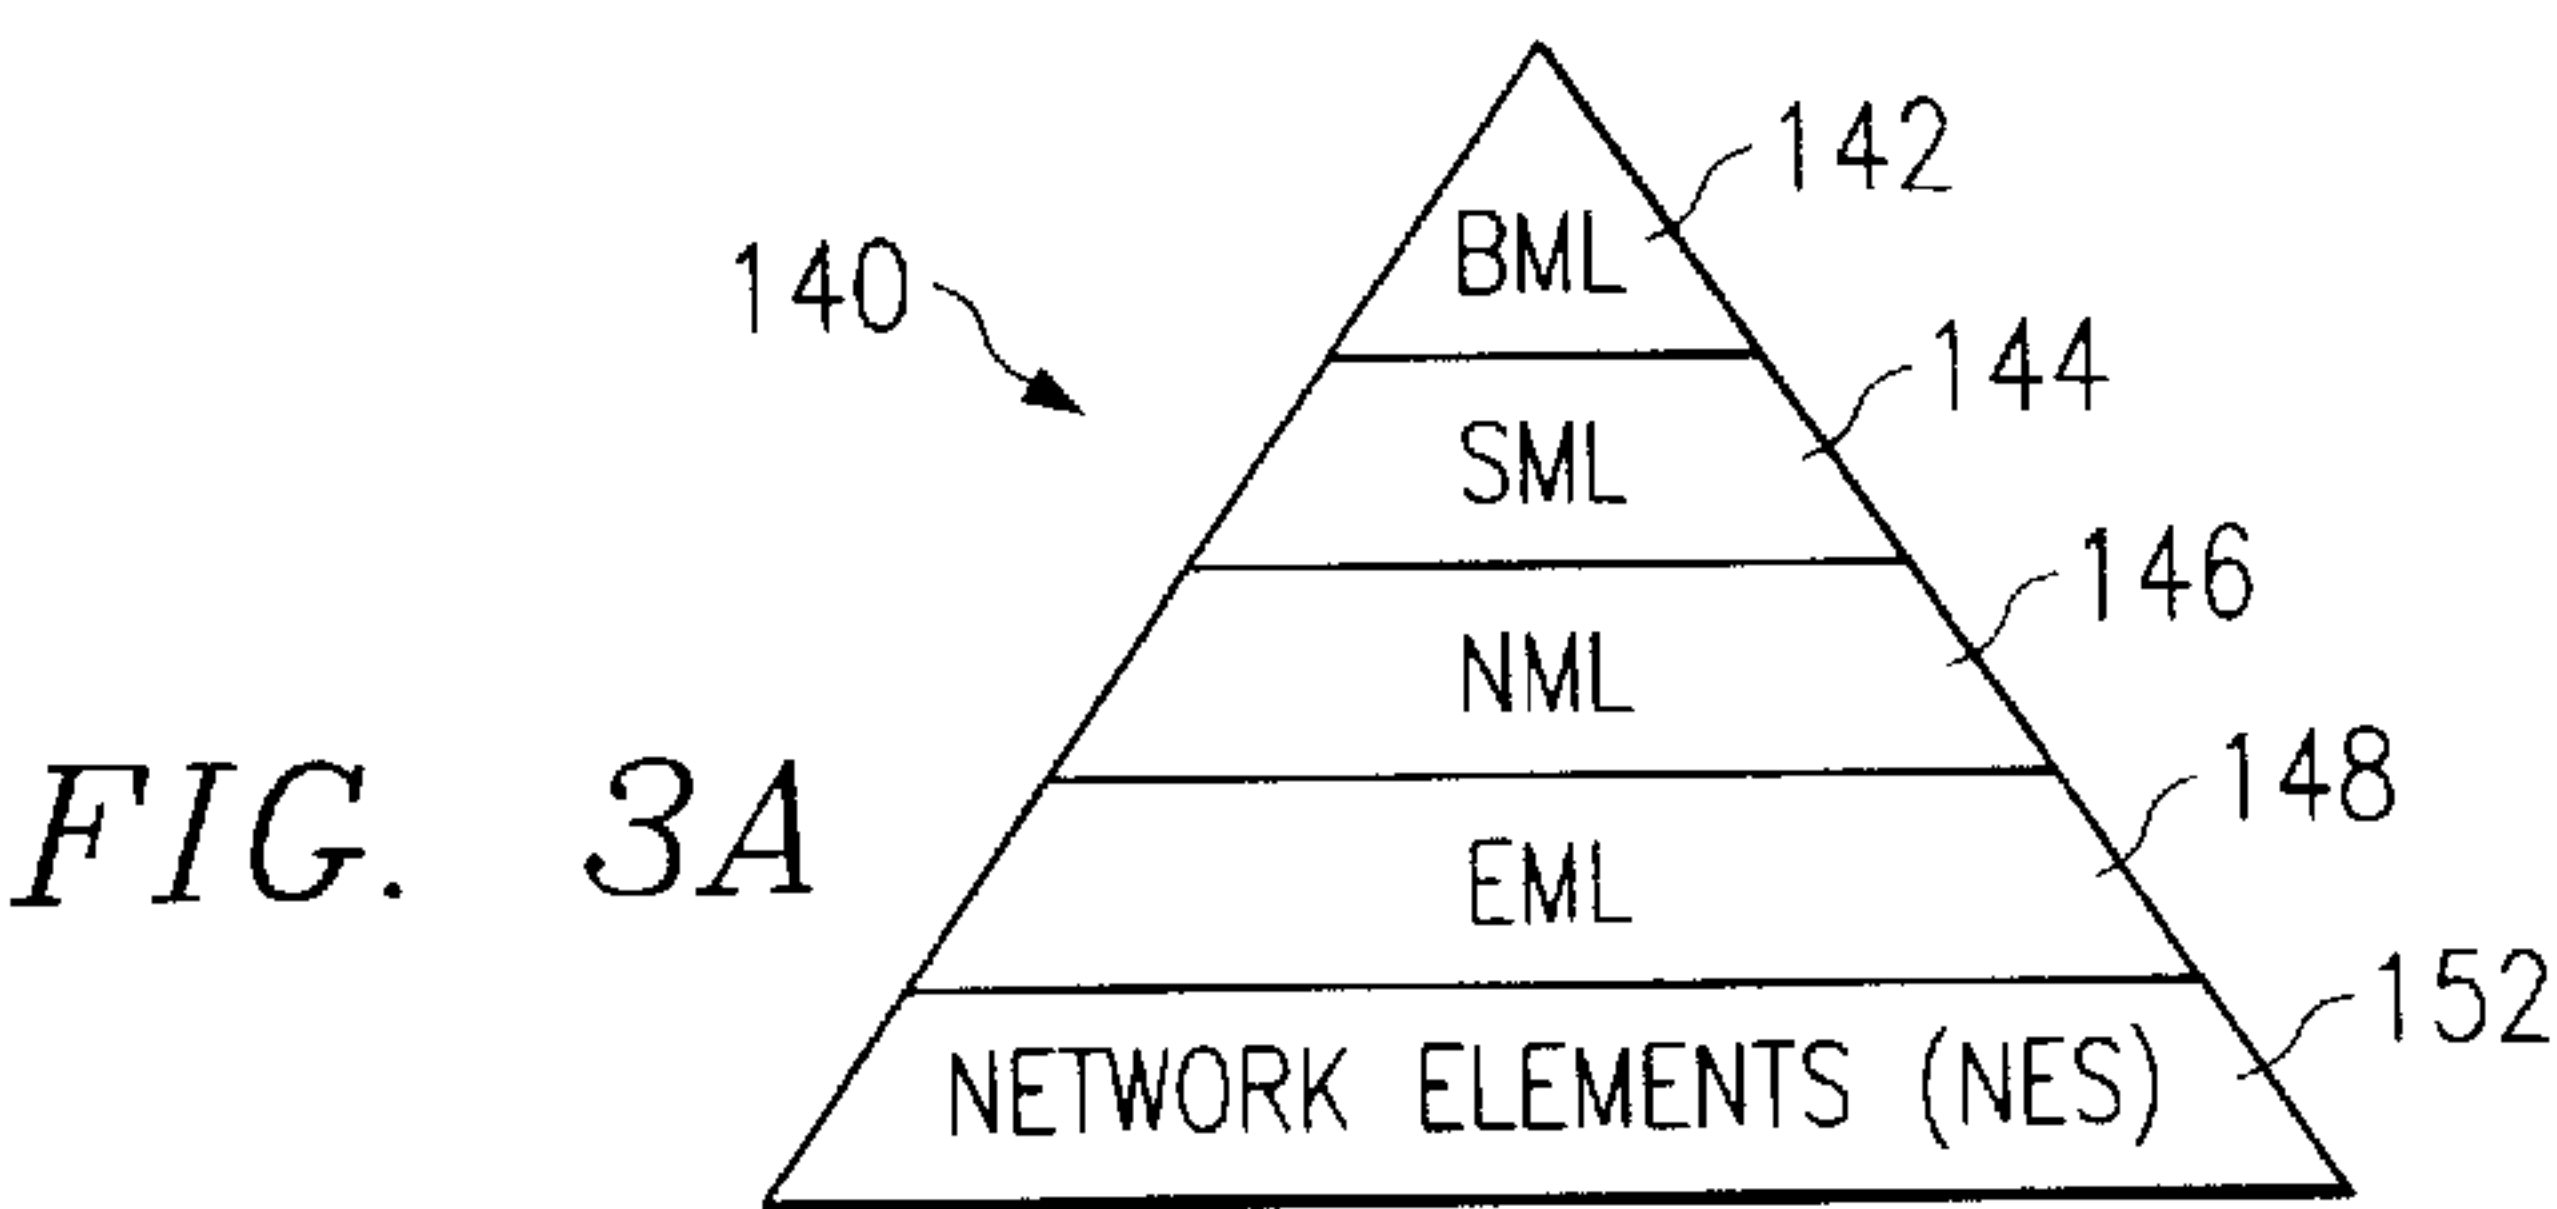 142
BML
140
144
SML
146
NML
148
EML
FIG. 3A
152
NETWORK ELEMENTS (NES)